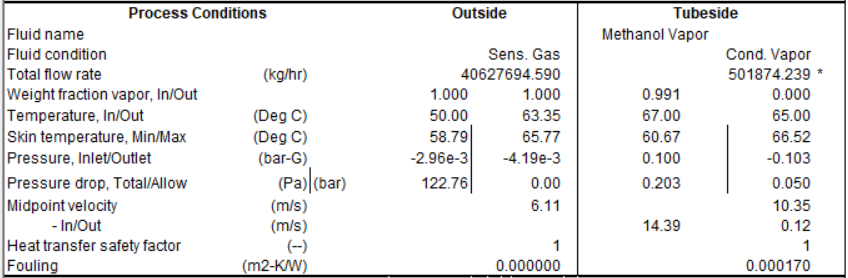 Process Conditions Outside Tubeside
Fluid name Methanol Vapor
Fluid condition Sens. Gas Cond. Vapor
Total flow rate (kg/hr) 40627694.590 501874.239 *
Weight fraction vapor, In/Out 1.000 1.000 0.991 0.000
Temperature, In/Out (Deg C) 50.00 63.35 67.00 65.00
Skin temperature, Min/Max (Deg C) 58.79 65.77 60.67 66.52
Pressure, Inlet/Outlet (bar-G) -2.96e-3 -4.19e-3 0.100 -0.103
Pressure drop, Total/Allow (Pa) (bar) 122.76 0.00 0.203 0.050
Midpoint velocity (m/s) 6.11 10.35
- In/Out (m/s) 14.39 0.12
Heat transfer safety factor (--) 1 1
Fouling (m2-K/W) 0.000000 0.000170